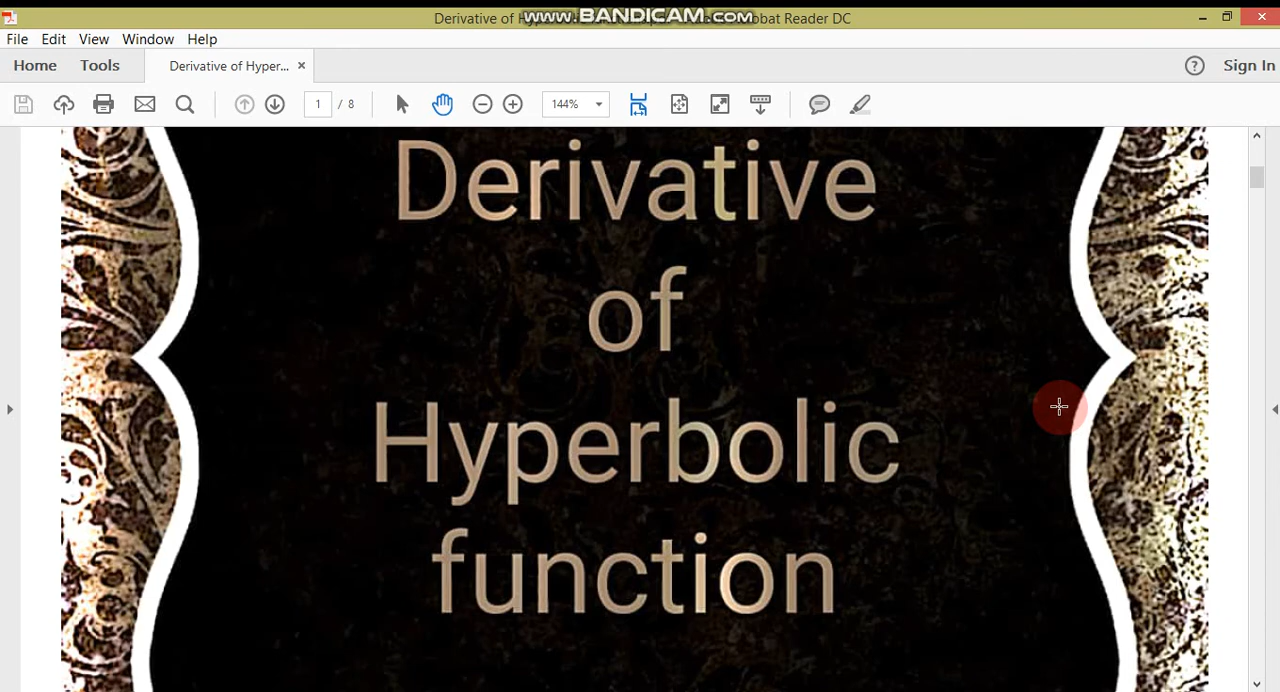 Derivative of Hyper
www.BANDICAM.com
obat Reader DC
File Edit View Window Help
Home Tools Derivative of Hyper... ×
Sign In
1 / 8 144%
Derivative
of
Hyperbolic
function